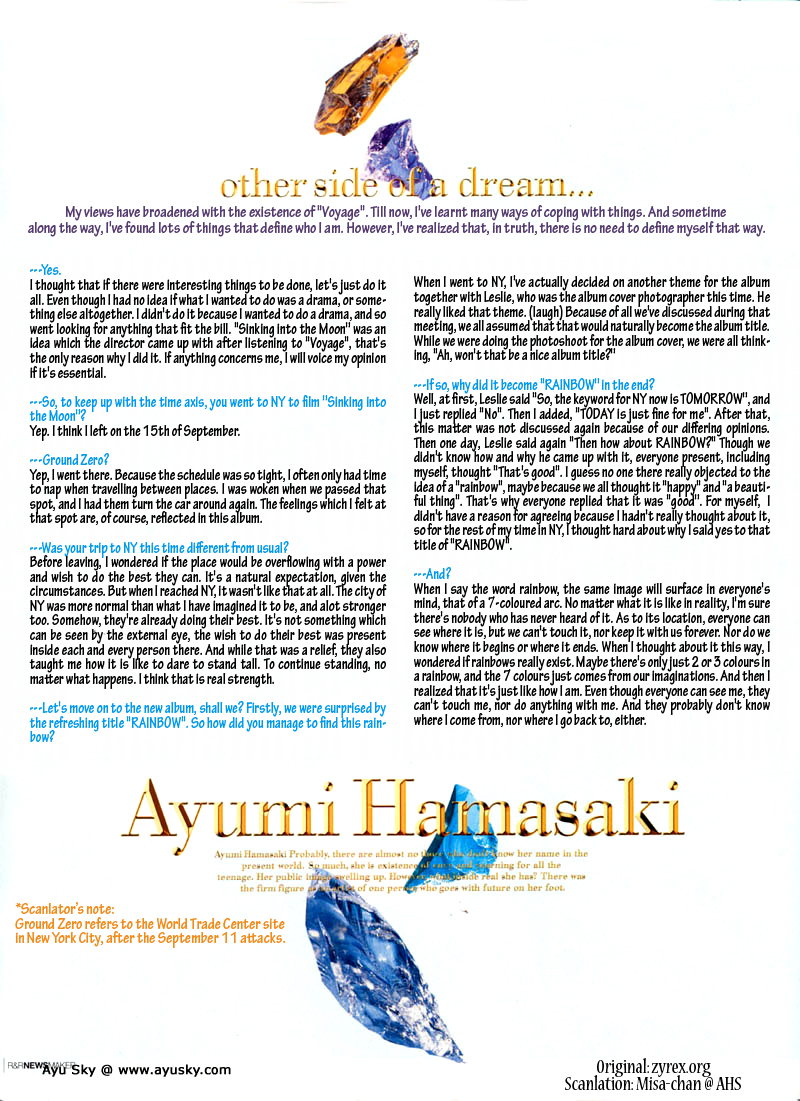 other side of a dream...
My views have broadened with the existence of "Voyage". Till now, I've learnt many ways of coping with things. And sometime
along the way, I've found lots of things that define who I am. However, I've realized that, in truth, there is no need to define myself that way.
---Yes.
I thought that if there were interesting things to be done, let's just do it
all. Even though I had no idea if what I wanted to do was a drama, or some-
thing else altogether. I didn't do it because I wanted to do a drama, and so
went looking for anything that fit the bill. "Sinking into the Moon" was an
idea which the director came up with after listening to "Voyage", that's
the only reason why I did it. If anything concerns me, I will voice my opinion
if it's essential.
---So, to keep up with the time axis, you went to NY to film "Sinking into
the Moon"?
Yep. I think I left on the 15th of September.
---Ground Zero?
Yep, I went there. Because the schedule was so tight, I often only had time
to nap when travelling between places. I was woken when we passed that
spot, and I had them turn the car around again. The feelings which I felt at
that spot are, of course, reflected in this album.
---Was your trip to NY this time different from usual?
Before leaving, I wondered if the place would be overflowing with a power
and wish to do the best they can. It's a natural expectation, given the
circumstances. But when I reached NY, it wasn't like that at all. The city of
NY was more normal than what I have imagined it to be, and alot stronger
too. Somehow, they're already doing their best. It's not something which
can be seen by the external eye, the wish to do their best was present
inside each and every person there. And while that was a relief, they also
taught me how it is like to dare to stand tall. To continue standing, no
matter what happens. I think that is real strength.
---Let's move on to the new album, shall we? Firstly, we were surprised by
the refreshing title "RAINBOW". So how did you manage to find this rain-
bow?
When I went to NY, I've actually decided on another theme for the album
together with Leslie, who was the album cover photographer this time. He
really liked that theme. (laugh) Because of all we've discussed during that
meeting, we all assumed that that would naturally become the album title.
While we were doing the photoshoot for the album cover, we were all think-
ing, "Ah, won't that be a nice album title?"
---If so, why did it become "RAINBOW" in the end?
Well, at first, Leslie said "So, the keyword for NY now is TOMORROW", and
I just replied "No". Then I added, "TODAY is just fine for me". After that,
this matter was not discussed again because of our differing opinions.
Then one day, Leslie said again "Then how about RAINBOW?" Though we
didn't know how and why he came up with it, everyone present, including
myself, thought "That's good". I guess no one there really objected to the
idea of a "rainbow", maybe because we all thought it "happy" and "a beauti-
ful thing". That's why everyone replied that it was "good". For myself, I
didn't have a reason for agreeing because I hadn't really thought about it,
so for the rest of my time in NY, I thought hard about why I said yes to that
title of "RAINBOW".
---And?
When I say the word rainbow, the same image will surface in everyone's
mind, that of a 7-coloured arc. No matter what it is like in reality, I'm sure
there's nobody who has never heard of it. As to its location, everyone can
see where it is, but we can't touch it, nor keep it with us forever. Nor do we
know where it begins or where it ends. When I thought about it this way, I
wondered if rainbows really exist. Maybe there's only just 2 or 3 colours in
a rainbow, and the 7 colours just comes from our imaginations. And then I
realized that it's just like how I am. Even though everyone can see me, they
can't touch me, nor do anything with me. And they probably don't know
where I come from, nor where I go back to, either.
Ayumi Hamasaki
Ayumi Hamasaki Probably, there are almost no who don't know her name in the
present world. So much, she is existence of and for all the
teenage. Her public image swelling up. However inside real she has? There was
the firm figure of one person who goes with future on her foot.
*Scanlator's note:
Ground Zero refers to the World Trade Center site
in New York City, after the September 11 attacks.
R&R NEWSMAKER
Ayu Sky @ www.ayusky.com
Original: zyrex.org
Scanlation: Misa-chan @ AHS